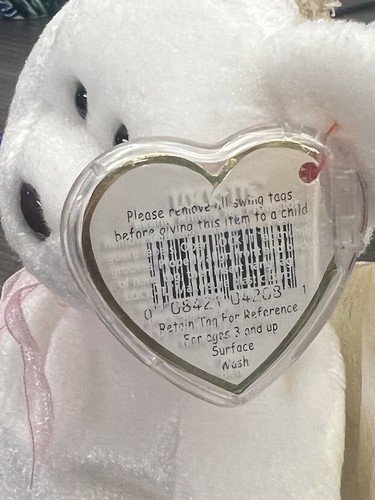 Please remove all swing tags
before giving this item to a child
0 08421 04203 1
Retain Tag For Reference
For ages 3 and up
Surface
Wash